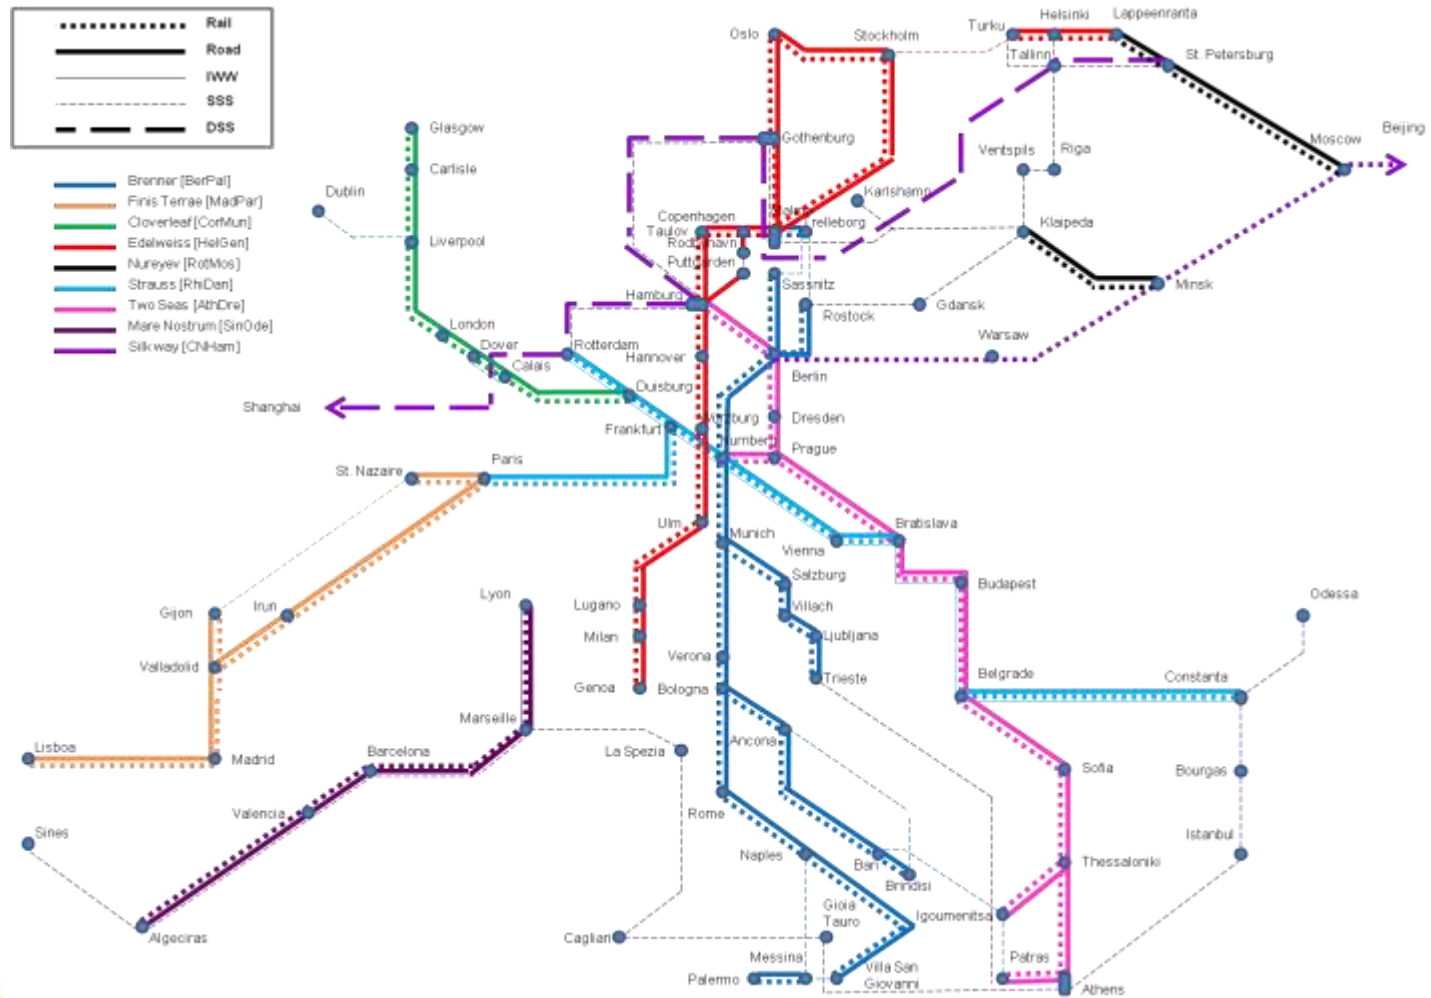 Rail
Road
IWW
SSS
DSS
Brenner [BerPal]
Finis Terrae [MadPar]
Cloverleaf [CorMun]
Edelweiss [HelGen]
Nureyev [RotMos]
Strauss [RhiDan]
Two Seas [AthDre]
Mare Nostrum [SinOde]
Silk way [CNHam]
Oslo
Stockholm
Turku
Helsinki
Lappeenranta
Tallinn
St. Petersburg
Glasgow
Gothenburg
Moscow
Beijing
Ventspils
Riga
Carlisle
Dublin
Karlshamn
Copenhagen
Taulov
Trelleborg
Klaipeda
Liverpool
Puttgarden
Sassnitz
Minsk
Hamburg
Rostock
Gdansk
London
Dover
Rotterdam
Hannover
Warsaw
Calais
Berlin
Duisburg
Shanghai
Frankfurt
Dresden
Nurnberg
Prague
St. Nazaire
Paris
Ulm
Munich
Vienna
Bratislava
Salzburg
Budapest
Lyon
Gijon
Irun
Lugano
Villach
Odessa
Milan
Ljubljana
Valladolid
Verona
Genoa
Bologna
Trieste
Belgrade
Constanta
Marseille
Lisboa
Madrid
Barcelona
La Spezia
Ancona
Sofia
Bourgas
Valencia
Rome
Sines
Istanbul
Naples
Bari
Thessaloniki
Brindisi
Algeciras
Cagliari
Gioia
Tauro
Igoumenitsa
Messina
Patras
Palermo
Villa San
Giovanni
Athens